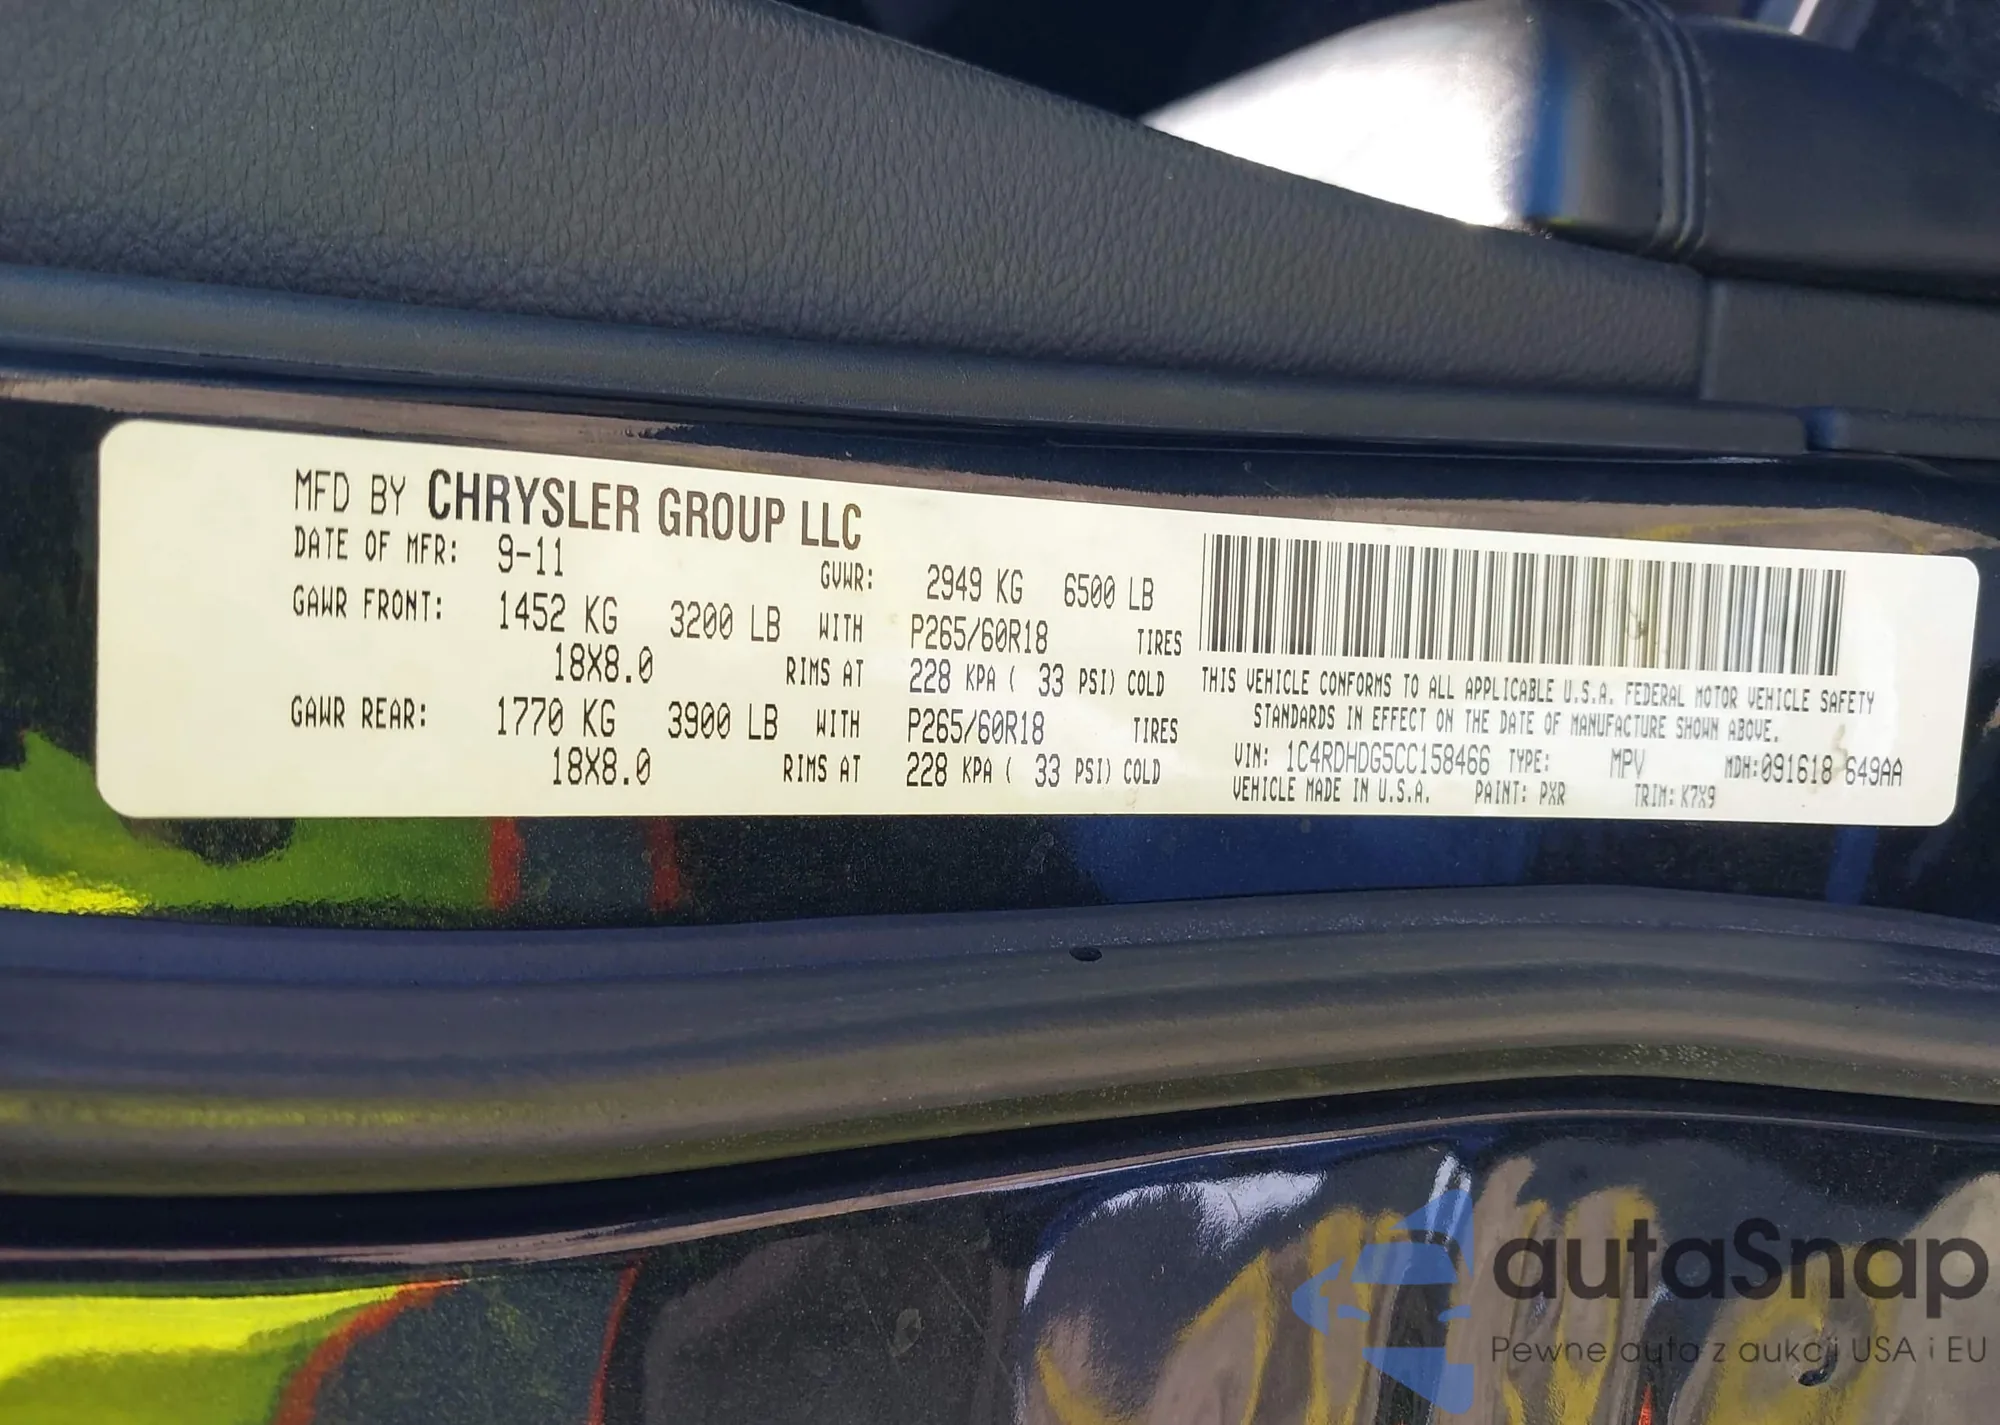 MFD BY CHRYSLER GROUP LLC
DATE OF MFR: 9-11 GVWR: 2949 KG 6500 LB
GAWR FRONT: 1452 KG 3200 LB WITH P265/60R18 TIRES
18X8.0 RIMS AT 228 KPA ( 33 PSI) COLD
GAWR REAR: 1770 KG 3900 LB WITH P265/60R18 TIRES
18X8.0 RIMS AT 228 KPA ( 33 PSI) COLD
THIS VEHICLE CONFORMS TO ALL APPLICABLE U.S.A. FEDERAL MOTOR VEHICLE SAFETY
STANDARDS IN EFFECT ON THE DATE OF MANUFACTURE SHOWN ABOVE.
VIN: 1C4RDHDG5CC158466 TYPE: MPV MDH:091618 649AA
VEHICLE MADE IN U.S.A. PAINT: PXR TRIM: K7X9
autaSnap
Pewne auta z aukcji USA i EU